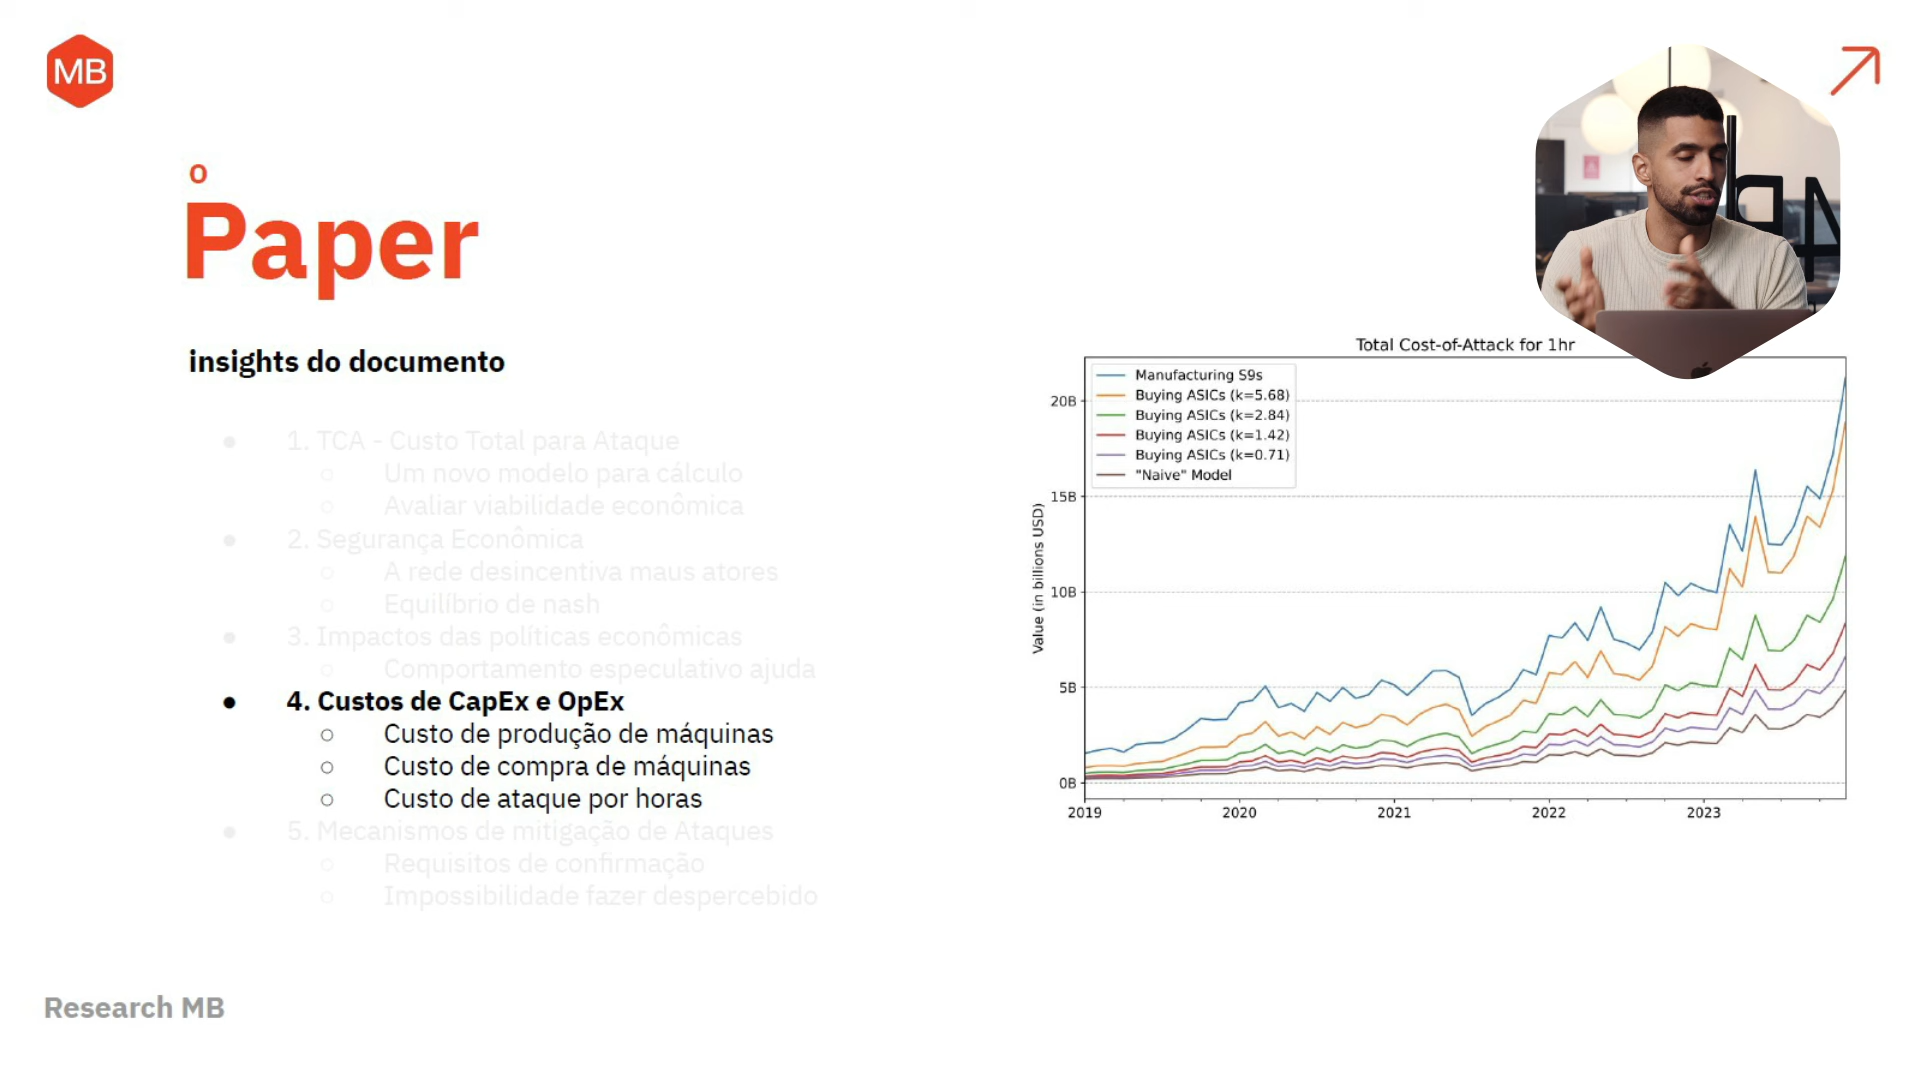 MB
o
Paper
insights do documento
1. TCA - Custo Total para Ataque
Um novo modelo para cálculo
Avaliar viabilidade econômica
2. Segurança Econômica
A rede desincentiva maus atores
Equilíbrio de nash
3. Impactos das políticas econômicas
Comportamento especulativo ajuda
4. Custos de CapEx e OpEx
Custo de produção de máquinas
Custo de compra de máquinas
Custo de ataque por horas
5. Mecanismos de mitigação de Ataques
Requisitos de confirmação
Impossibilidade fazer despercebido
Total Cost-of-Attack for 1hr
Manufacturing S9s
Buying ASICs (k=5.68)
Buying ASICs (k=2.84)
Buying ASICs (k=1.42)
Buying ASICs (k=0.71)
"Naive" Model
Value (in billions USD)
20B
15B
10B
5B
0B
2019 2020 2021 2022 2023
Research MB